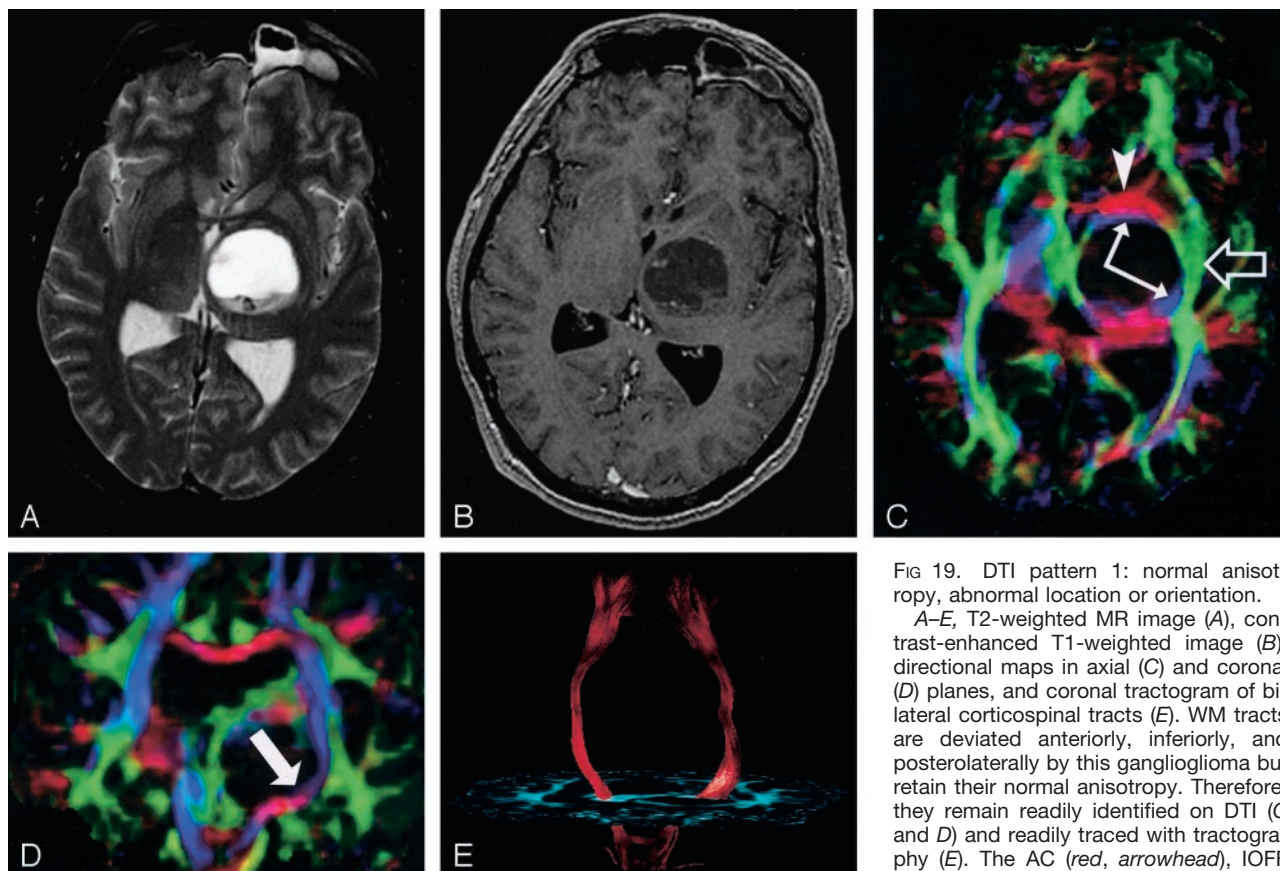 A
B
C
D
E
FIG 19. DTI pattern 1: normal anisot-
ropy, abnormal location or orientation.
A–E, T2-weighted MR image (A), con-
trast-enhanced T1-weighted image (B)
directional maps in axial (C) and corona
(D) planes, and coronal tractogram of bi
lateral corticospinal tracts (E). WM tracts
are deviated anteriorly, inferiorly, and
posterolaterally by this ganglioglioma bu
retain their normal anisotropy. Therefore
they remain readily identified on DTI (C
and D) and readily traced with tractogra
phy (E). The AC (red, arrowhead), IOFF